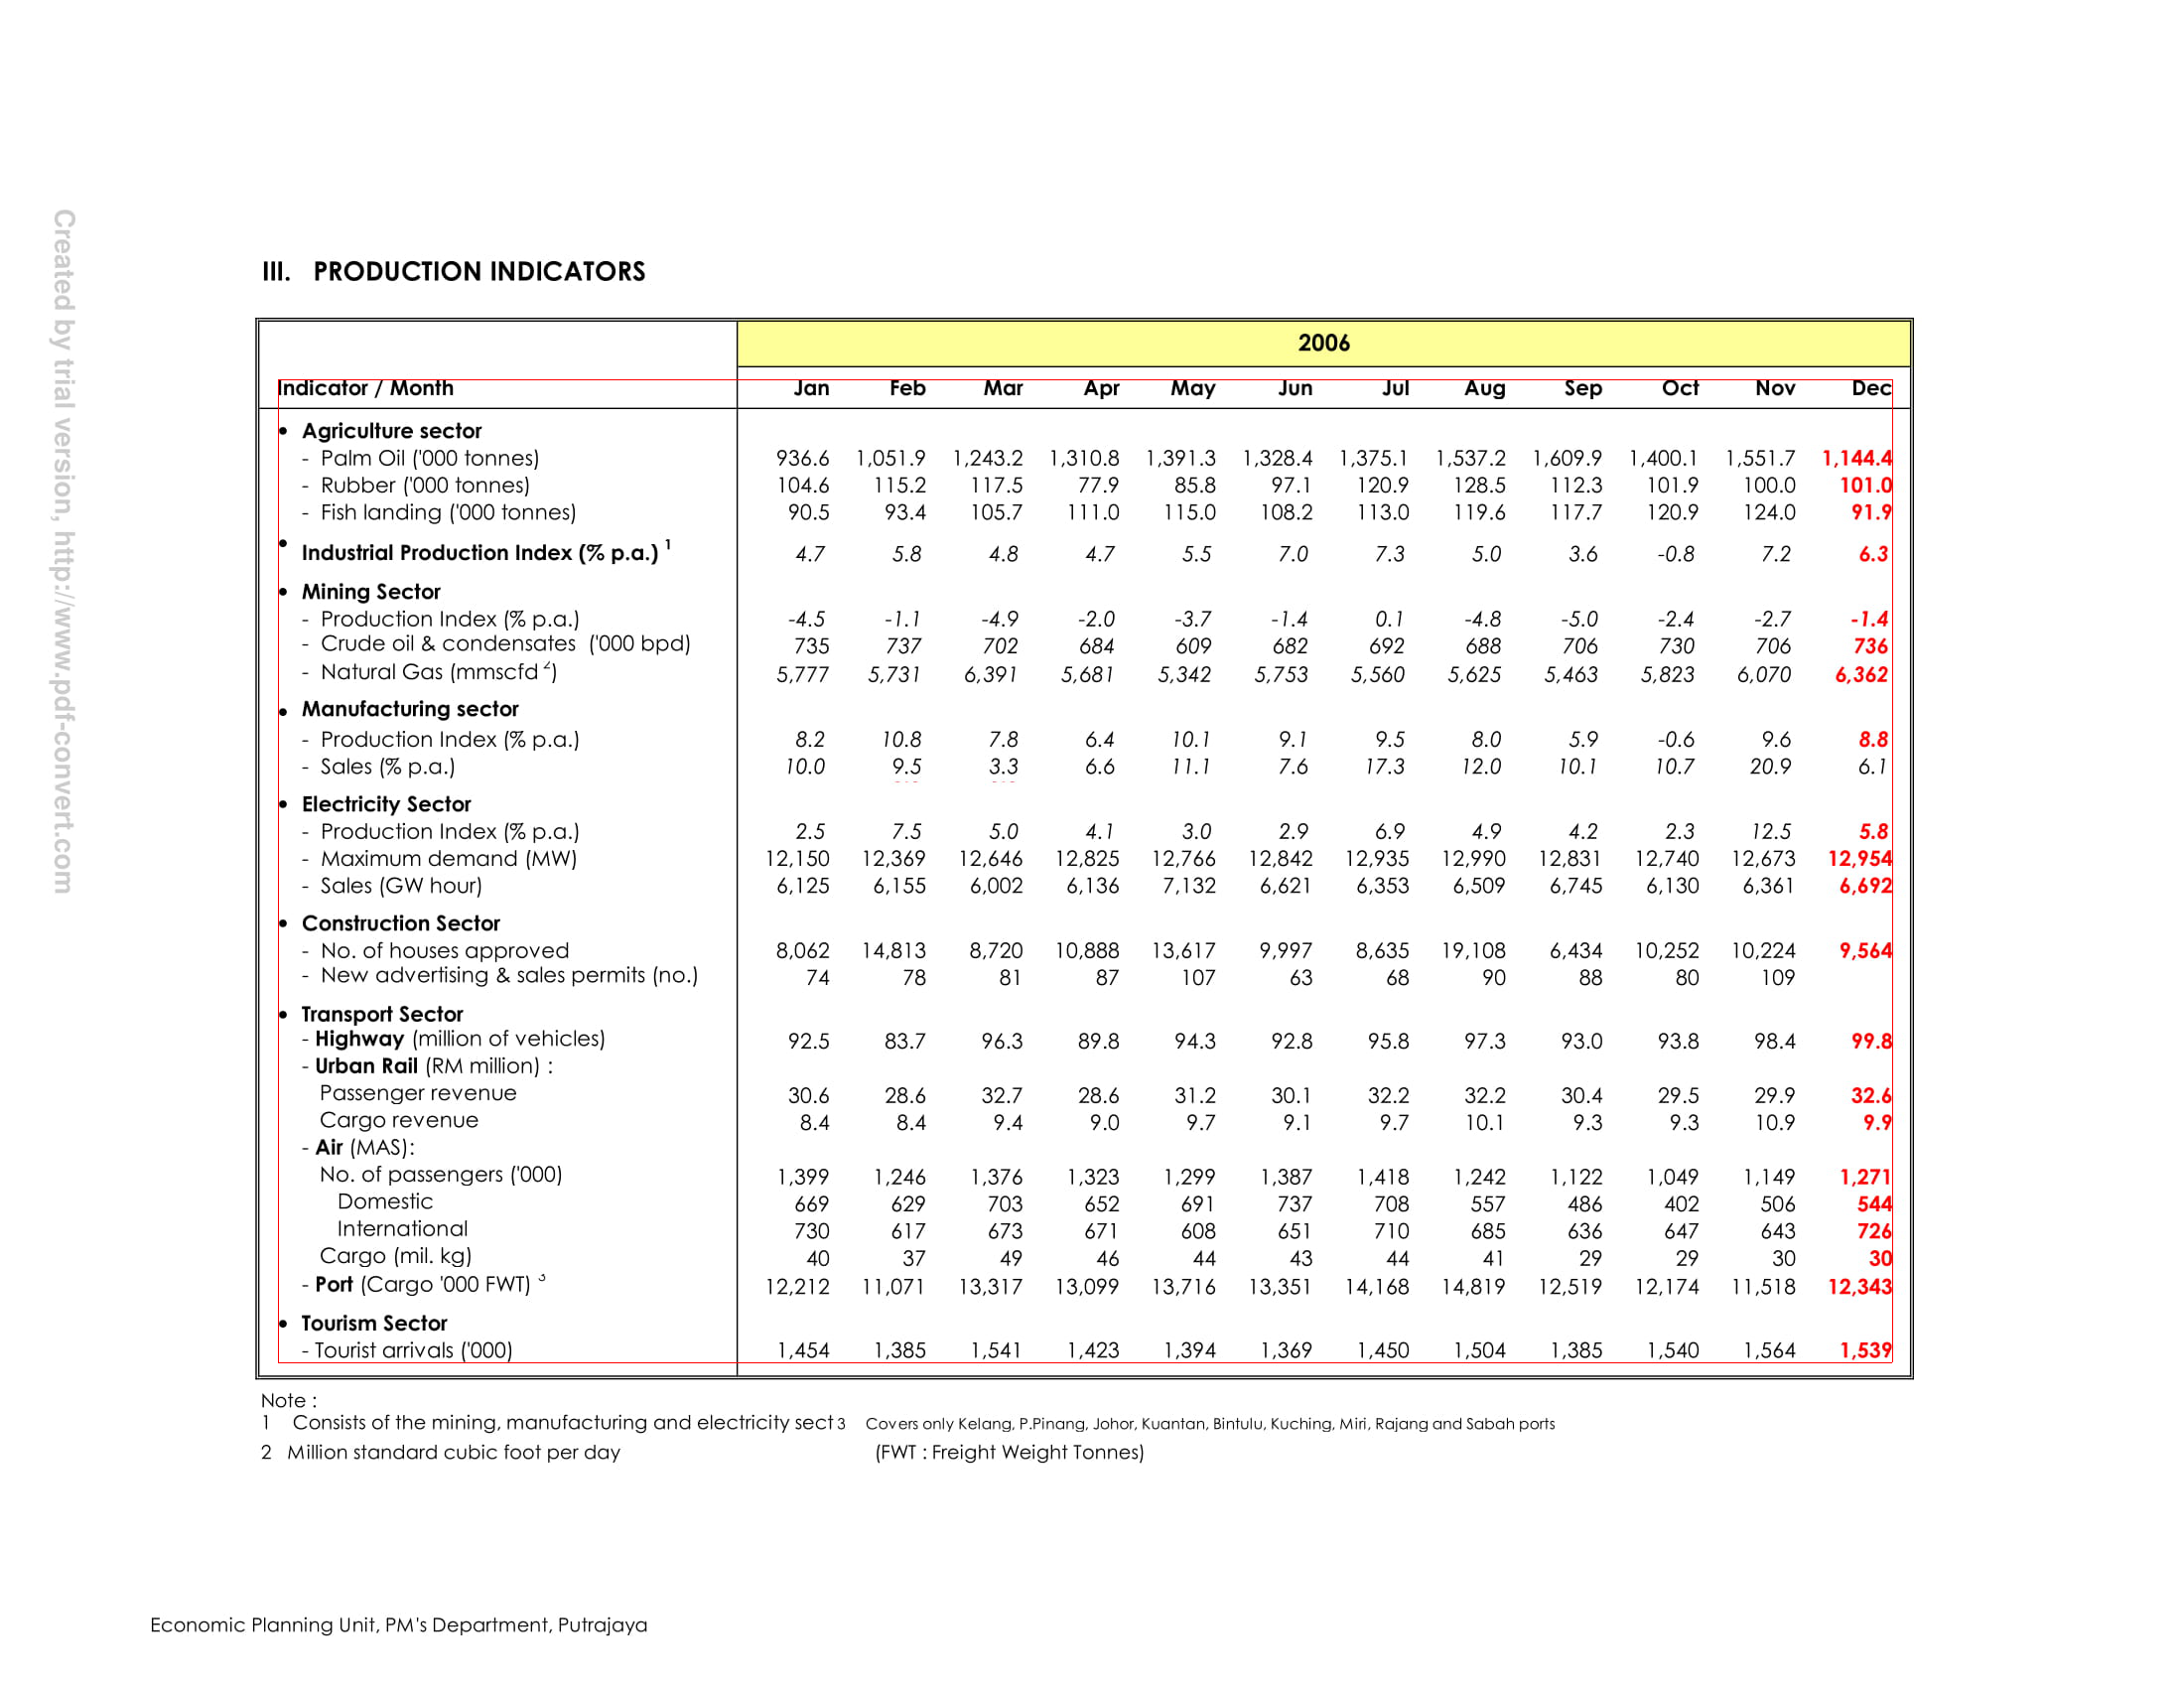 Created by trial version, http://www.pdf-convert.com
III. PRODUCTION INDICATORS
2006
Indicator / Month Jan Feb Mar Apr May Jun Jul Aug Sep Oct Nov Dec
• Agriculture sector
- Palm Oil ('000 tonnes) 936.6 1,051.9 1,243.2 1,310.8 1,391.3 1,328.4 1,375.1 1,537.2 1,609.9 1,400.1 1,551.7 1,144.4
- Rubber ('000 tonnes) 104.6 115.2 117.5 77.9 85.8 97.1 120.9 128.5 112.3 101.9 100.0 101.0
- Fish landing ('000 tonnes) 90.5 93.4 105.7 111.0 115.0 108.2 113.0 119.6 117.7 120.9 124.0 91.9
• Industrial Production Index (% p.a.) 1 4.7 5.8 4.8 4.7 5.5 7.0 7.3 5.0 3.6 -0.8 7.2 6.3
• Mining Sector
- Production Index (% p.a.) -4.5 -1.1 -4.9 -2.0 -3.7 -1.4 0.1 -4.8 -5.0 -2.4 -2.7 -1.4
- Crude oil & condensates ('000 bpd) 735 737 702 684 609 682 692 688 706 730 706 736
- Natural Gas (mmscfd 2) 5,777 5,731 6,391 5,681 5,342 5,753 5,560 5,625 5,463 5,823 6,070 6,362
• Manufacturing sector
- Production Index (% p.a.) 8.2 10.8 7.8 6.4 10.1 9.1 9.5 8.0 5.9 -0.6 9.6 8.8
- Sales (% p.a.) 10.0 9.5 3.3 6.6 11.1 7.6 17.3 12.0 10.1 10.7 20.9 6.1
• Electricity Sector
- Production Index (% p.a.) 2.5 7.5 5.0 4.1 3.0 2.9 6.9 4.9 4.2 2.3 12.5 5.8
- Maximum demand (MW) 12,150 12,369 12,646 12,825 12,766 12,842 12,935 12,990 12,831 12,740 12,673 12,954
- Sales (GW hour) 6,125 6,155 6,002 6,136 7,132 6,621 6,353 6,509 6,745 6,130 6,361 6,692
• Construction Sector
- No. of houses approved 8,062 14,813 8,720 10,888 13,617 9,997 8,635 19,108 6,434 10,252 10,224 9,564
- New advertising & sales permits (no.) 74 78 81 87 107 63 68 90 88 80 109
• Transport Sector
- Highway (million of vehicles) 92.5 83.7 96.3 89.8 94.3 92.8 95.8 97.3 93.0 93.8 98.4 99.8
- Urban Rail (RM million) :
Passenger revenue 30.6 28.6 32.7 28.6 31.2 30.1 32.2 32.2 30.4 29.5 29.9 32.6
Cargo revenue 8.4 8.4 9.4 9.0 9.7 9.1 9.7 10.1 9.3 9.3 10.9 9.9
- Air (MAS):
No. of passengers ('000) 1,399 1,246 1,376 1,323 1,299 1,387 1,418 1,242 1,122 1,049 1,149 1,271
Domestic 669 629 703 652 691 737 708 557 486 402 506 544
International 730 617 673 671 608 651 710 685 636 647 643 726
Cargo (mil. kg) 40 37 49 46 44 43 44 41 29 29 30 30
- Port (Cargo '000 FWT) 3 12,212 11,071 13,317 13,099 13,716 13,351 14,168 14,819 12,519 12,174 11,518 12,343
• Tourism Sector
- Tourist arrivals ('000) 1,454 1,385 1,541 1,423 1,394 1,369 1,450 1,504 1,385 1,540 1,564 1,539
Note :
1 Consists of the mining, manufacturing and electricity sect 3 Covers only Kelang, P.Pinang, Johor, Kuantan, Bintulu, Kuching, Miri, Rajang and Sabah ports
2 Million standard cubic foot per day (FWT : Freight Weight Tonnes)
Economic Planning Unit, PM's Department, Putrajaya